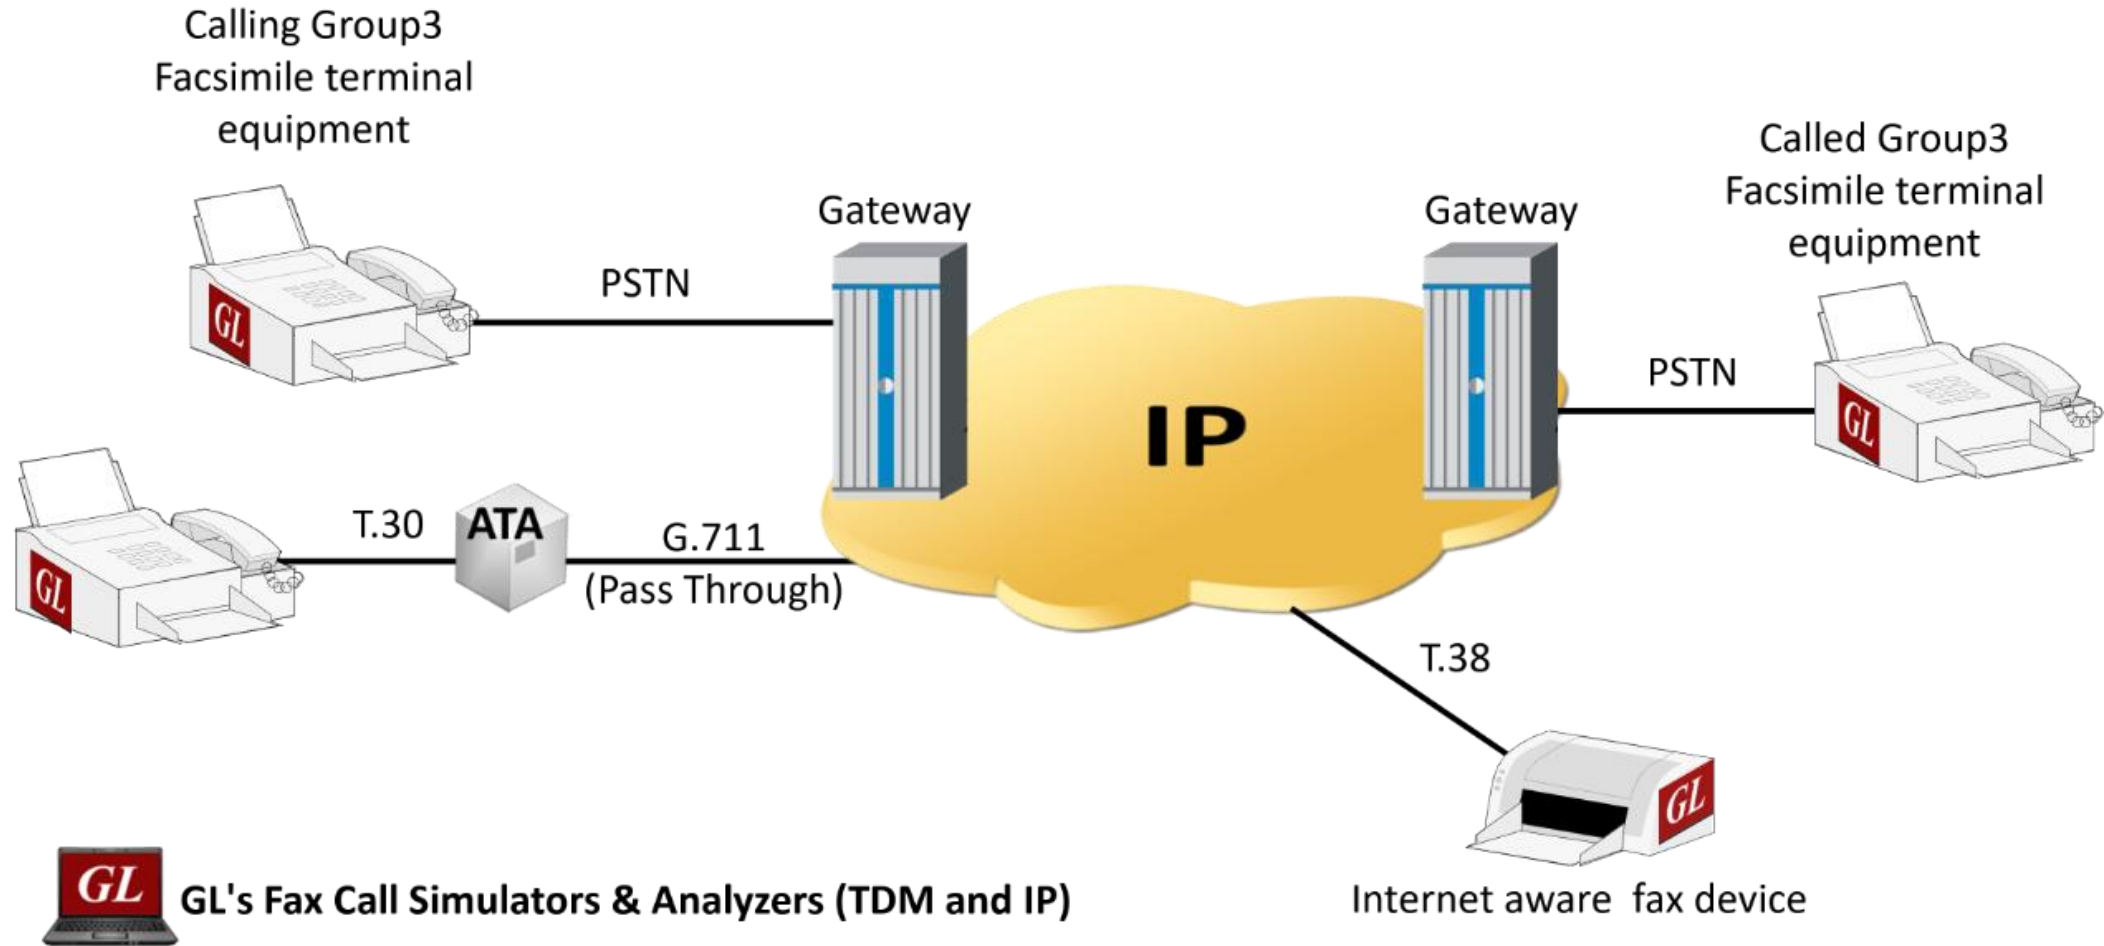 Calling Group3
Facsimile terminal
equipment
Called Group3
Facsimile terminal
equipment
Gateway
Gateway
PSTN
PSTN
GL
GL
IP
T.30
ATA
G.711
(Pass Through)
GL
T.38
GL
Internet aware fax device
GL
GL's Fax Call Simulators & Analyzers (TDM and IP)